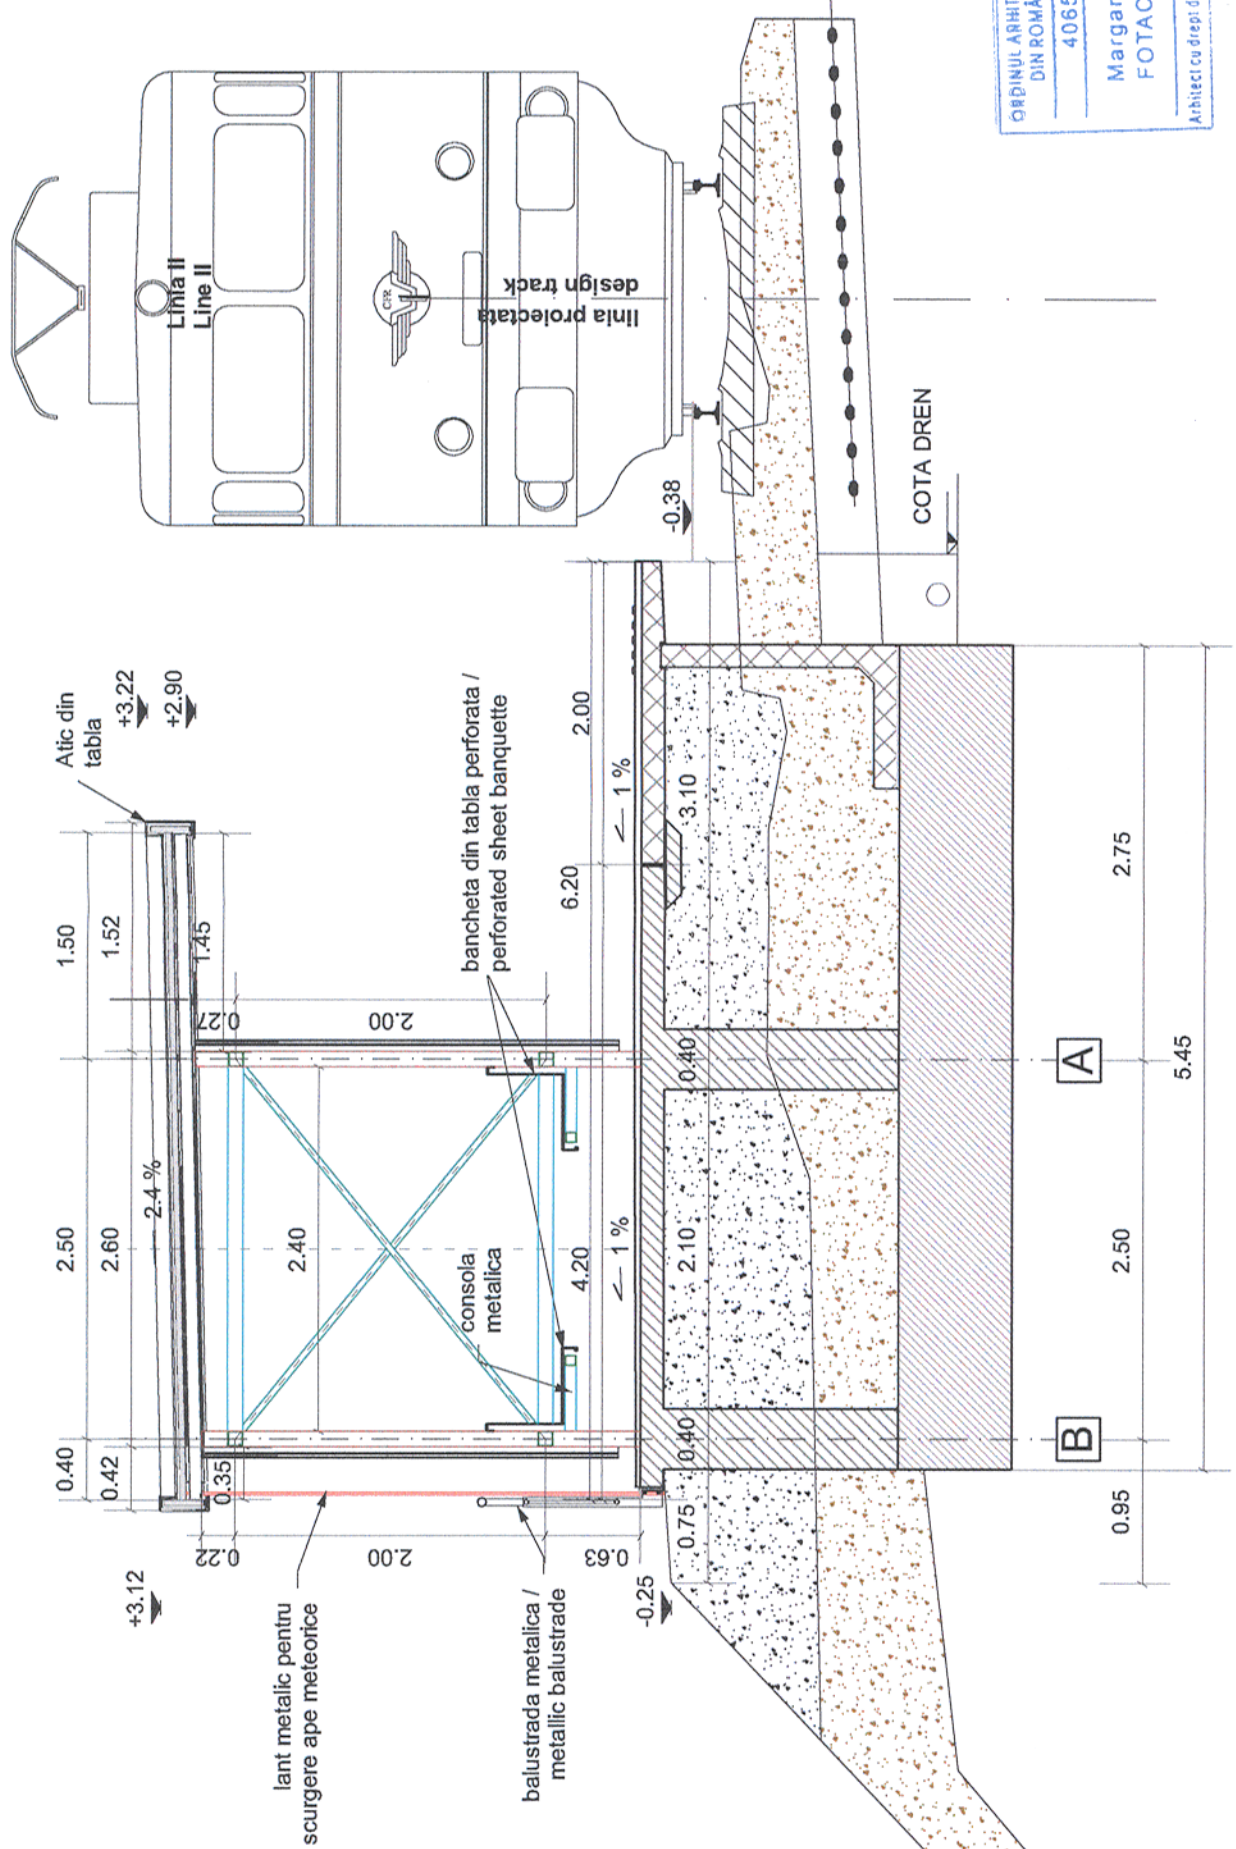 Linia II
Line II
CFR
linia proiectata
design track
ORDINUL ARHIT
DIN ROMÂ
4065
Margar
FOTAC
Arhitect cu drept d
COTA DREN
-0.38
Atic din
tabla
+3.22
+2.90
+3.12
-0.25
1.50
2.50
0.40
1.52
2.60
0.42
2.4 %
1.45
0.35
0.27
2.00
0.22
2.00
0.63
2.40
bancheta din tabla perforata /
perforated sheet banquette
consola
metalica
lant metalic pentru
scurgere ape meteorice
balustrada metalica /
metallic balustrade
6.20
2.00
4.20
1 %
1 %
3.10
0.40
2.10
0.40
0.75
A
B
2.75
2.50
0.95
5.45